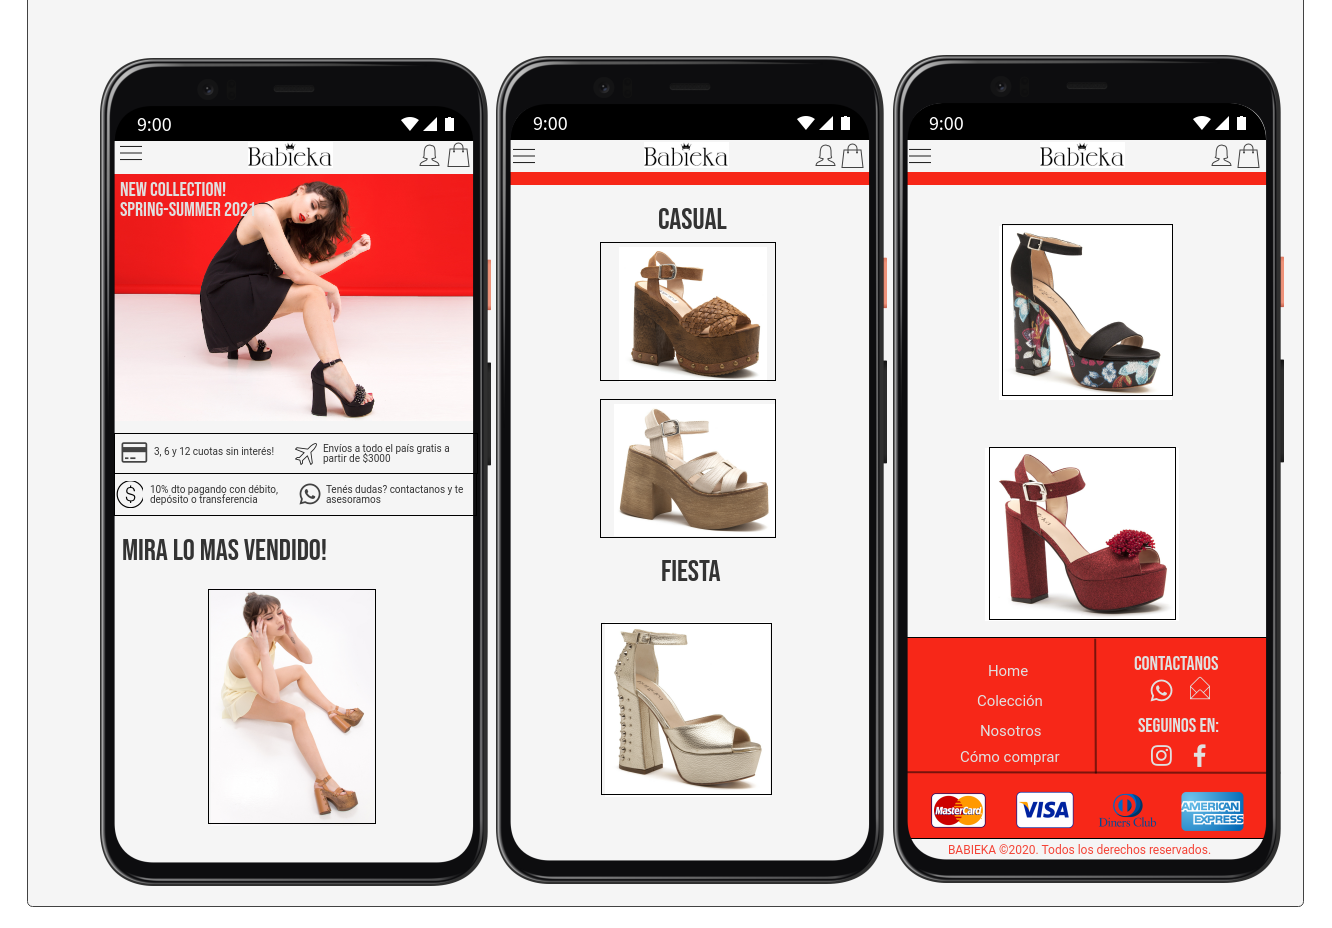 9:00
Babieka
NEW COLLECTION!
SPRING-SUMMER 2021
3, 6 y 12 cuotas sin interés!
Envíos a todo el país gratis a
partir de $3000
10% dto pagando con débito,
depósito o transferencia
Tenés dudas? contactanos y te
asesoramos
MIRA LO MAS VENDIDO!
9:00
Babieka
CASUAL
FIESTA
9:00
Babieka
Home
Colección
Nosotros
Cómo comprar
CONTACTANOS
SEGUINOS EN:
MasterCard
VISA
Diners Club
AMERICAN
EXPRESS
BABIEKA ©2020. Todos los derechos reservados.